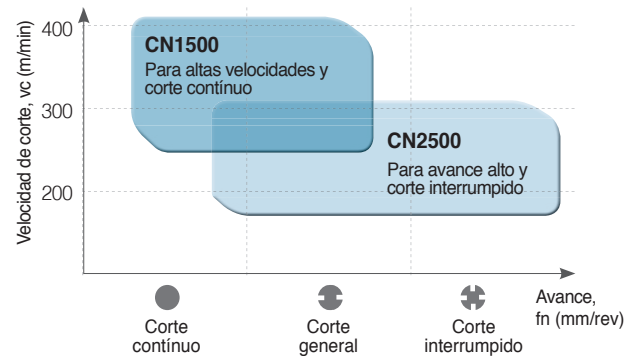 Velocidad de corte, vc (m/min)
400
300
200
CN1500
Para altas velocidades y
corte contínuo
CN2500
Para avance alto y
corte interrumpido
Corte
contínuo
Corte
general
Corte
interrumpido
Avance,
fn (mm/rev)